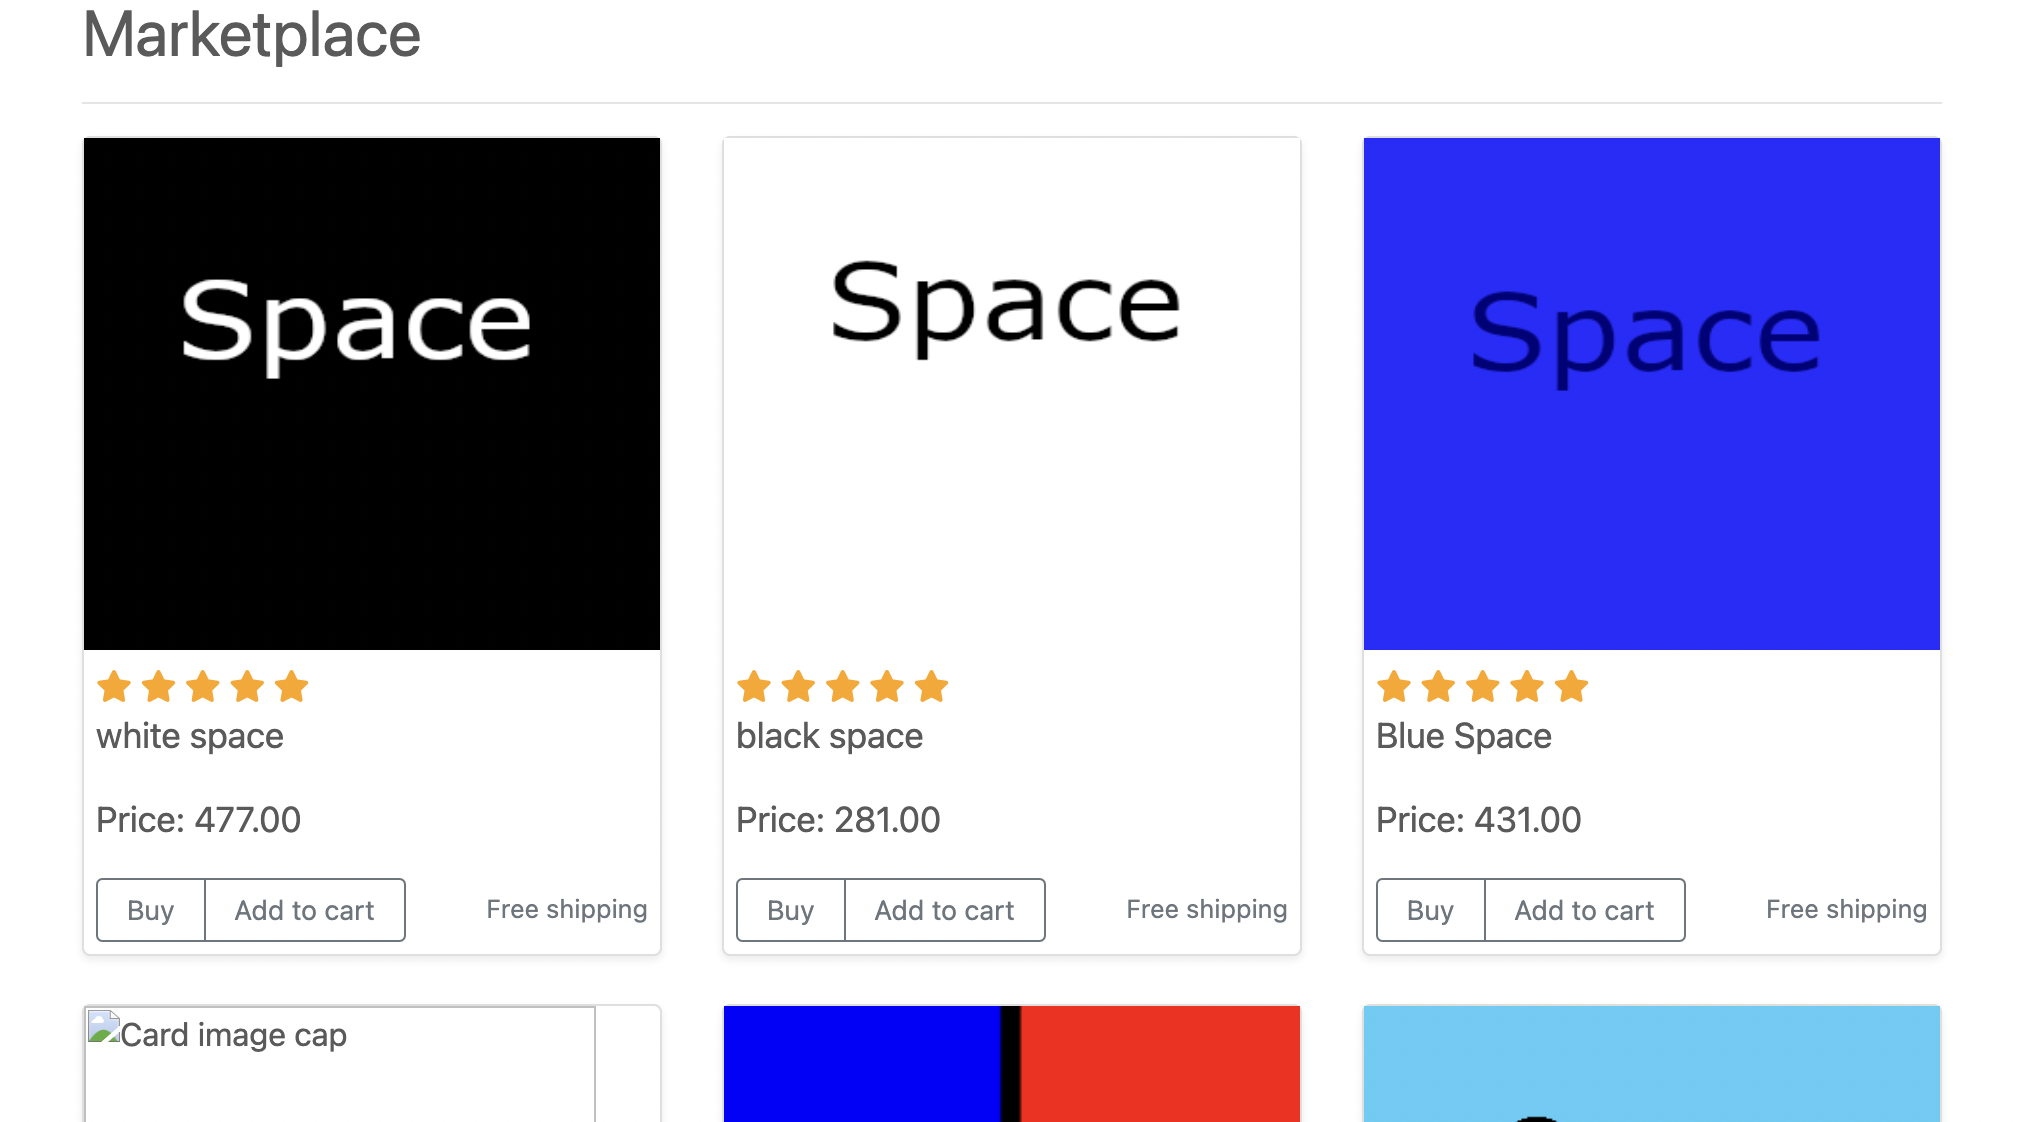 Marketplace
Space
Space
Space
white space
black space
Blue Space
Price: 477.00
Price: 281.00
Price: 431.00
Buy
Add to cart
Free shipping
Buy
Add to cart
Free shipping
Buy
Add to cart
Free shipping
Card image cap